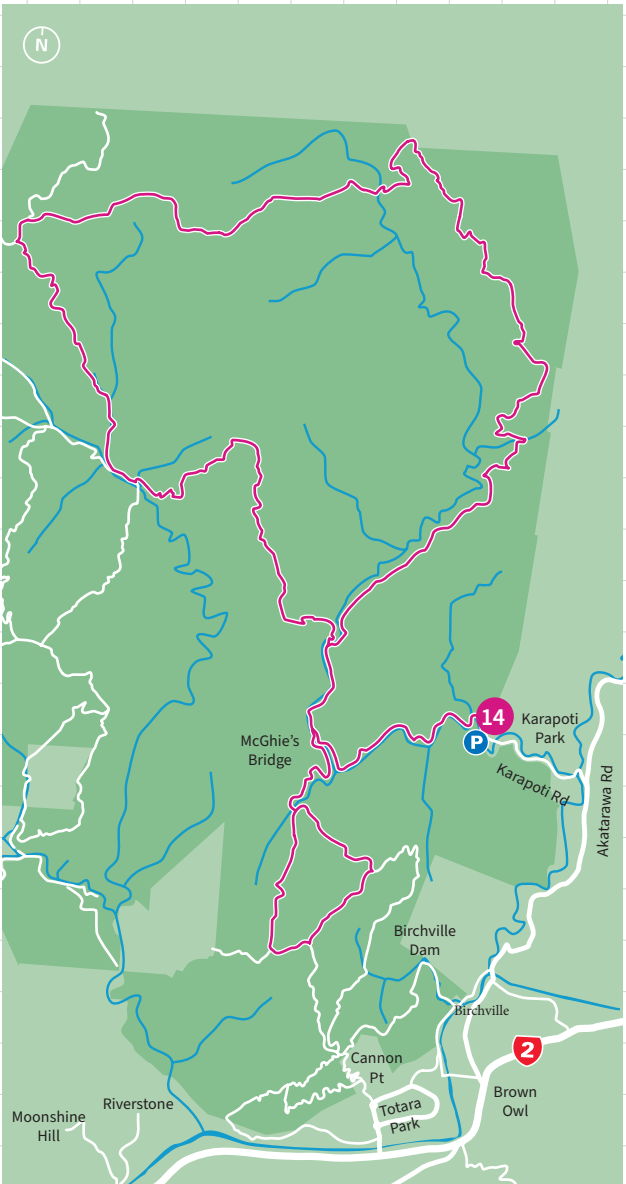 N
14
Karapoti
Park
McGhie's
Bridge
P
Karapoti Rd
Akatarawa Rd
Birchville
Dam
Birchville
2
Cannon
Pt
Brown
Owl
Riverstone
Totara
Park
Moonshine
Hill